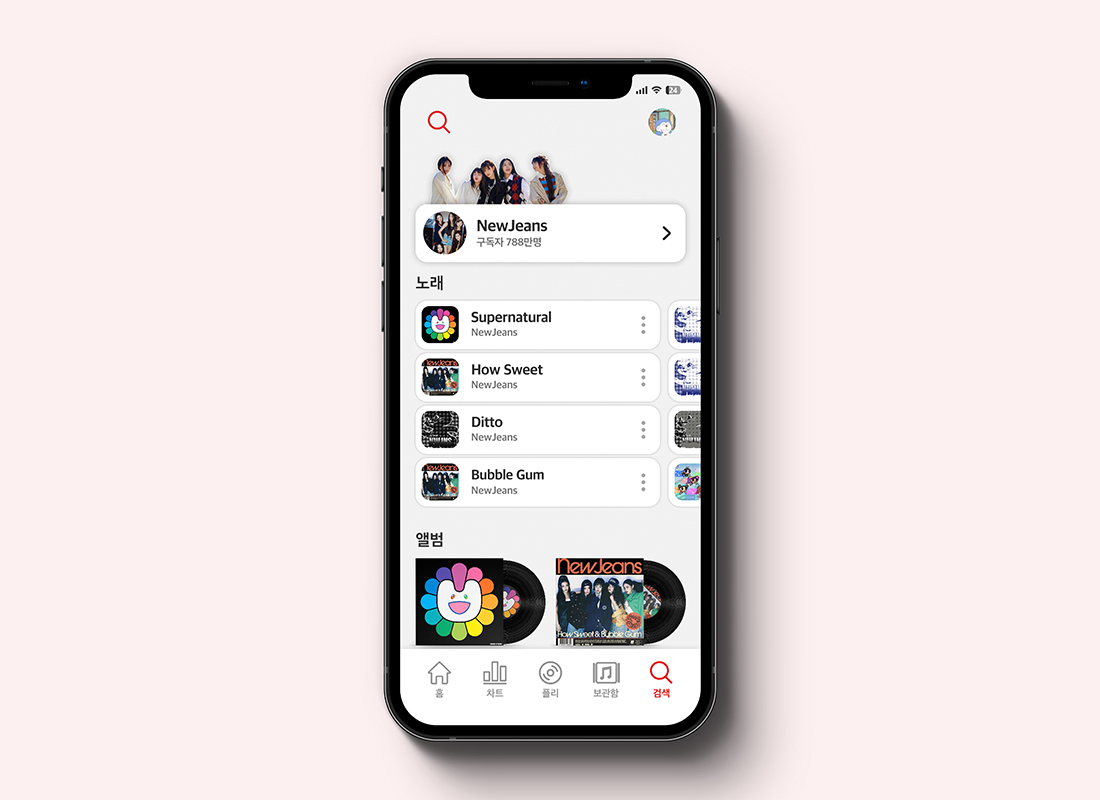 24
NewJeans
구독자 788만명
노래
Supernatural
NewJeans
How Sweet
NewJeans
Ditto
NewJeans
Bubble Gum
NewJeans
앨범
NewJeans
How Sweet & Bubble Gum
홈
차트
플리
보관함
검색